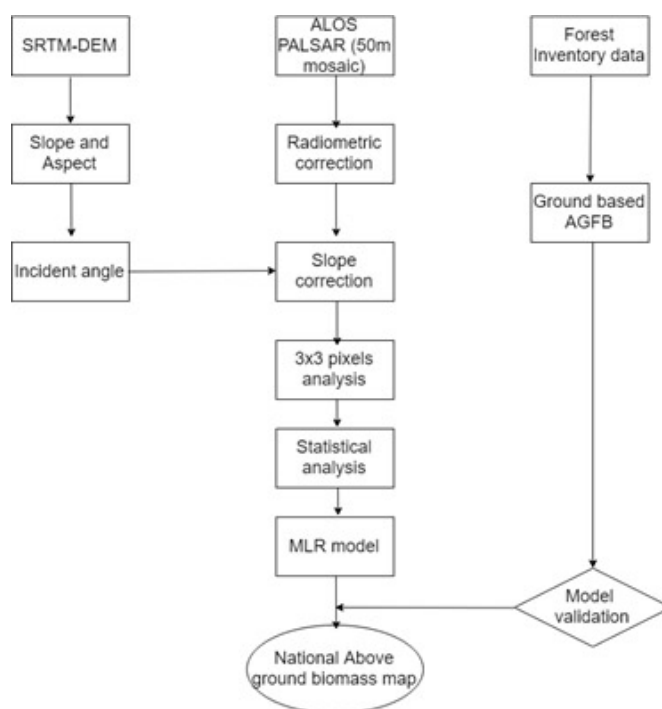 SRTM-DEM
ALOS
PALSAR (50m
mosaic)
Forest
Inventory data
Slope and
Aspect
Radiometric
correction
Ground based
AGFB
Incident angle
Slope
correction
3x3 pixels
analysis
Statistical
analysis
MLR model
Model
validation
National Above
ground biomass map